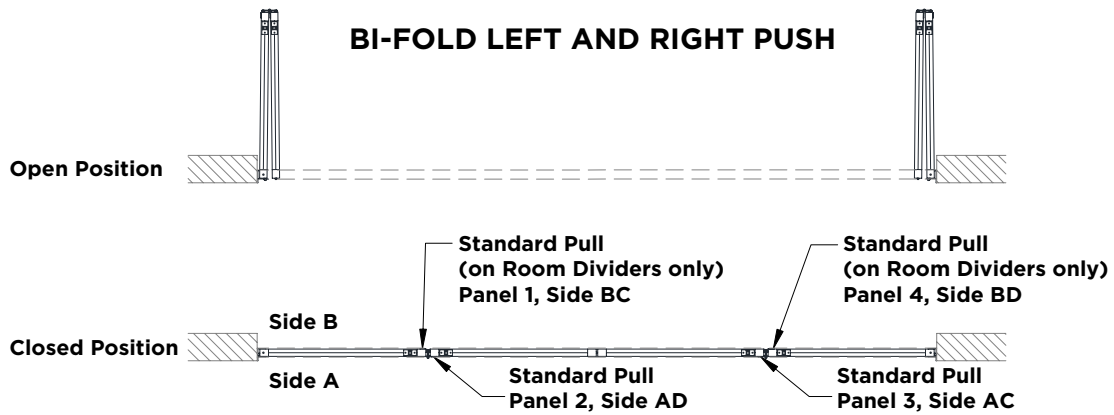 BI-FOLD LEFT AND RIGHT PUSH
Open Position
Standard Pull
(on Room Dividers only)
Panel 1, Side BC
Standard Pull
(on Room Dividers only)
Panel 4, Side BD
Side B
Closed Position
Side A
Standard Pull
Panel 2, Side AD
Standard Pull
Panel 3, Side AC